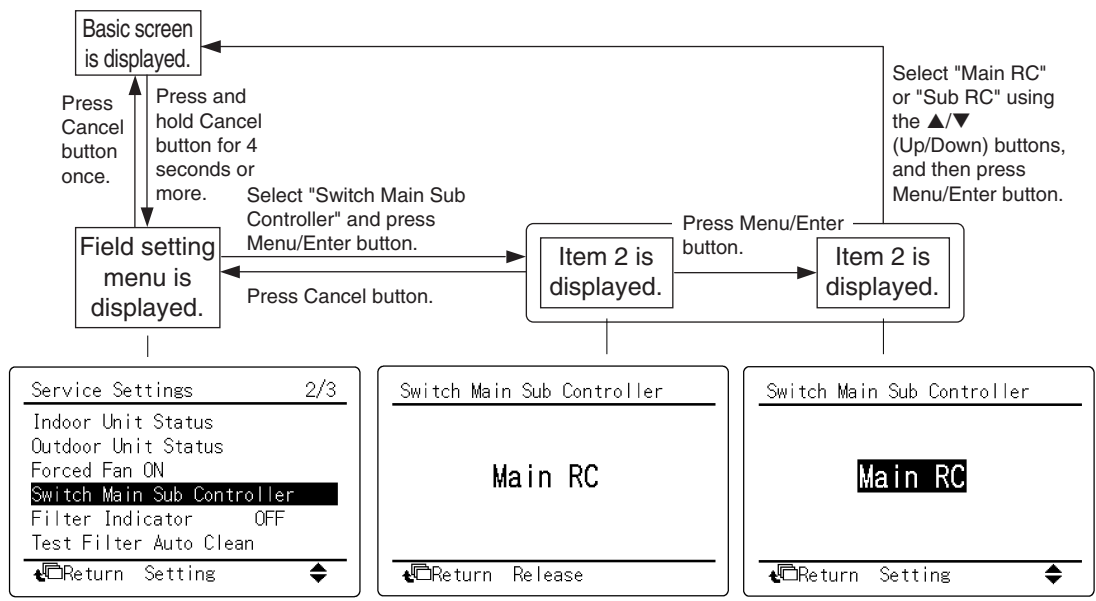 Basic screen
is displayed.
Press
Cancel
button
once.
Press and
hold Cancel
button for 4
seconds or
more.
Select "Main RC"
or "Sub RC" using
the ▲/▼
(Up/Down) buttons,
and then press
Menu/Enter button.
Select "Switch Main Sub
Controller" and press
Menu/Enter button.
Field setting
menu is
displayed.
Press Cancel button.
Item 2 is
displayed.
Press Menu/Enter
button.
Item 2 is
displayed.
Service Settings 2/3
Indoor Unit Status
Outdoor Unit Status
Forced Fan ON
Switch Main Sub Controller
Filter Indicator OFF
Test Filter Auto Clean
Return Setting
Switch Main Sub Controller
Main RC
Return Release
Switch Main Sub Controller
Main RC
Return Setting